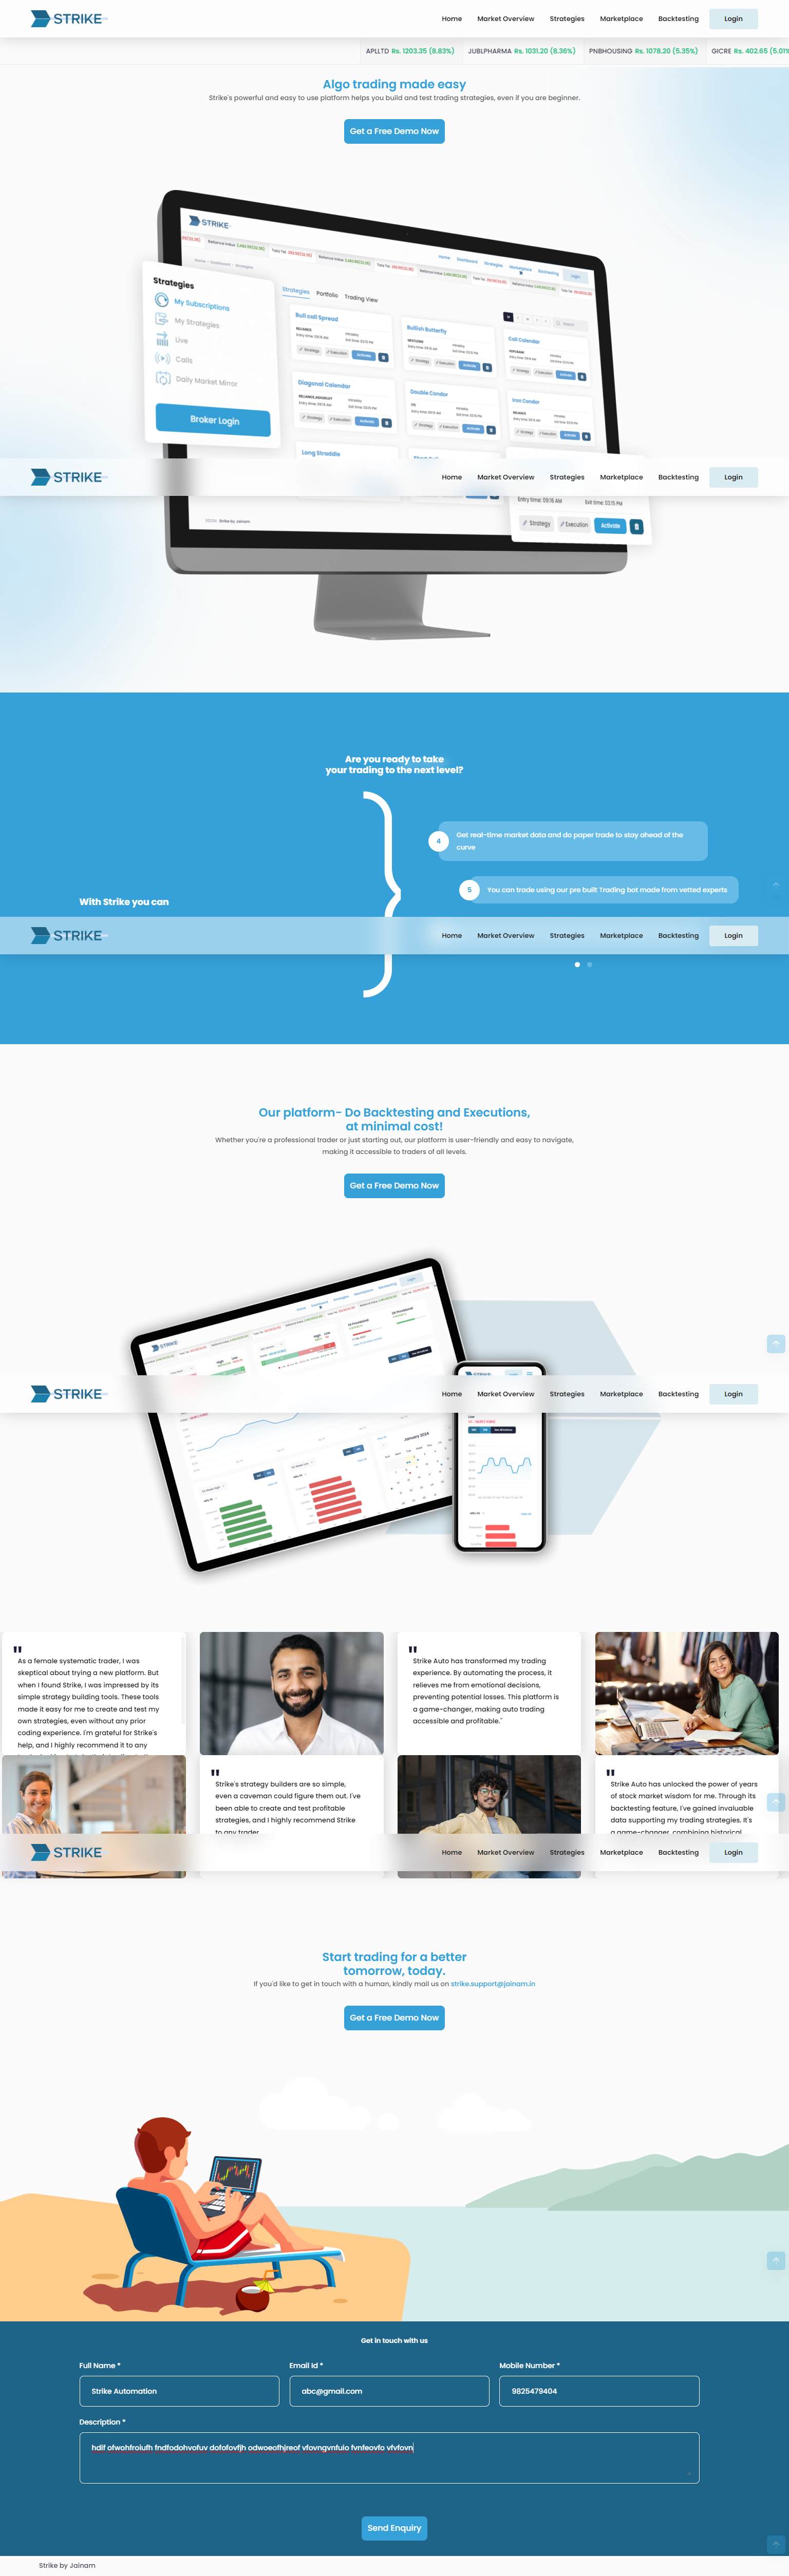 STRIKE
Home Market Overview Strategies Marketplace Backtesting Login
APLLTD Rs. 1203.35 (8.83%) JUBLPHARMA Rs. 1031.20 (8.36%) PNBHOUSING Rs. 1078.20 (5.35%) GICRE Rs. 402.65 (5.01%
Algo trading made easy
Strike's powerful and easy to use platform helps you build and test trading strategies, even if you are beginner.
Get a Free Demo Now
STRIKE
Strategies
My Subscriptions
My Strategies
Live
Calls
Daily Market Mirror
Broker Login
Strategies Portfolio Trading View
Bull call Spread
Bullish Butterfly
Call Calendar
Diagonal Calendar
Double Condor
Iron Condor
Long Straddle
STRIKE
Home Market Overview Strategies Marketplace Backtesting Login
Entry time: 09:16 AM Exit time: 03:15 PM
Strategy Execution Activate
Strike by Jainam
Are you ready to take
your trading to the next level?
4 Get real-time market data and do paper trade to stay ahead of the
curve
5 You can trade using our pre built Trading bot made from vetted experts
With Strike you can
STRIKE
Home Market Overview Strategies Marketplace Backtesting Login
Our platform- Do Backtesting and Executions,
at minimal cost!
Whether you're a professional trader or just starting out, our platform is user-friendly and easy to navigate,
making it accessible to traders of all levels.
Get a Free Demo Now
STRIKE
STRIKE
Home Market Overview Strategies Marketplace Backtesting Login
January 2024
"
As a female systematic trader, I was
skeptical about trying a new platform. But
when I found Strike, I was impressed by its
simple strategy building tools. These tools
made it easy for me to create and test my
own strategies, even without any prior
coding experience. I'm grateful for Strike's
help, and I highly recommend it to any
"
Strike Auto has transformed my trading
experience. By automating the process, it
relieves me from emotional decisions,
preventing potential losses. This platform is
a game-changer, making auto trading
accessible and profitable."
"
Strike's strategy builders are so simple,
even a caveman could figure them out. I've
been able to create and test profitable
strategies, and I highly recommend Strike
to any trader
"
Strike Auto has unlocked the power of years
of stock market wisdom for me. Through its
backtesting feature, I've gained invaluable
data supporting my trading strategies. It's
a game-changer, combining historical
STRIKE
Home Market Overview Strategies Marketplace Backtesting Login
Start trading for a better
tomorrow, today.
If you'd like to get in touch with a human, kindly mail us on strike.support@jainam.in
Get a Free Demo Now
Get in touch with us
Full Name * Email Id * Mobile Number *
Strike Automation abc@gmail.com 9825479404
Description *
hdif ofwohfroiufh fndfodohvofuv dofofovfjh odwoeofhjreof vfovngvnfuio fvnfeovfo vfvfovn
Send Enquiry
Strike by Jainam